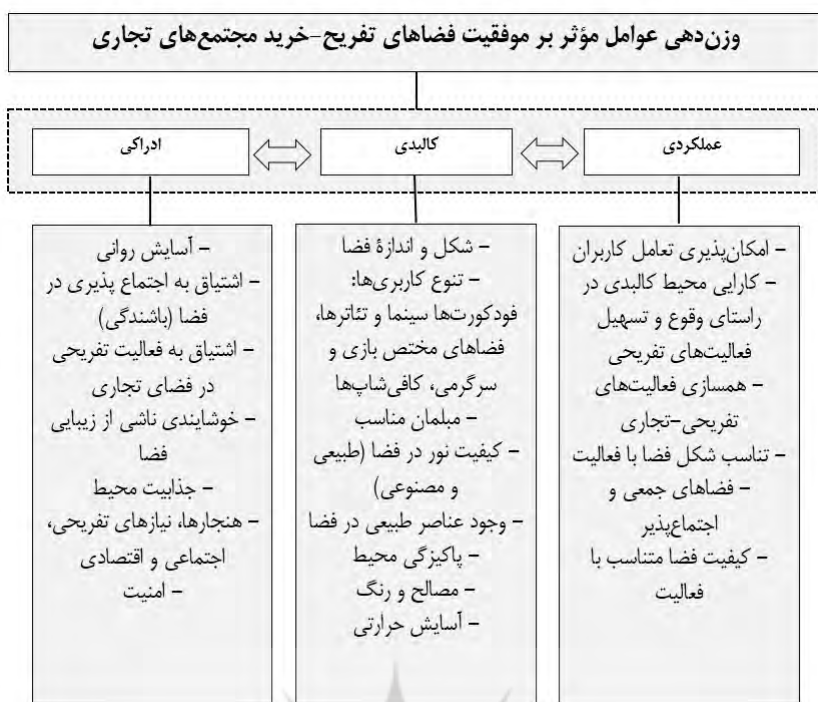 وزن‌دهی عوامل مؤثر بر موفقیت فضاهای تفریح-خرید مجتمع‌های تجاری
عملکردی
کالبدی
ادراکی
- امکان‌پذیری تعامل کاربران
- کارایی محیط کالبدی در
راستای وقوع و تسهیل
فعالیت‌های تفریحی
- همسازی فعالیت‌های
تفریحی-تجاری
- تناسب شکل فضا با فعالیت
- فضاهای جمعی و
اجتماع‌پذیر
- کیفیت فضا متناسب با
فعالیت
- شکل و اندازهٔ فضا
- تنوع کاربری‌ها:
فودکورت‌ها سینما و تئاترها،
فضاهای مختص بازی و
سرگرمی، کافی‌شاپ‌ها
- مبلمان مناسب
- کیفیت نور در فضا (طبیعی
و مصنوعی)
- وجود عناصر طبیعی در فضا
- پاکیزگی محیط
- مصالح و رنگ
- آسایش حرارتی
- آسایش روانی
- اشتیاق به اجتماع پذیری در
فضا (باشندگی)
- اشتیاق به فعالیت تفریحی
در فضای تجاری
- خوشایندی ناشی از زیبایی
فضا
- جذابیت محیط
- هنجارها، نیازهای تفریحی،
اجتماعی و اقتصادی
- امنیت